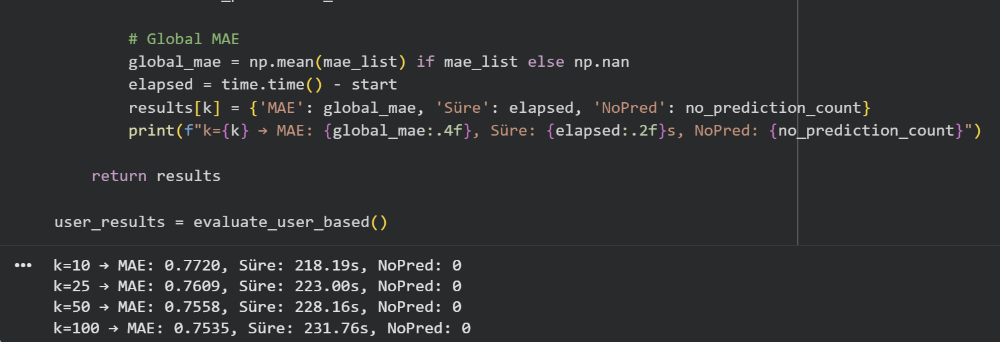 # Global MAE
global_mae = np.mean(mae_list) if mae_list else np.nan
elapsed = time.time() - start
results[k] = {'MAE': global_mae, 'Süre': elapsed, 'NoPred': no_prediction_count}
print(f"k={k} → MAE: {global_mae:.4f}, Süre: {elapsed:.2f}s, NoPred: {no_prediction_count}")
return results
user_results = evaluate_user_based()
k=10 → MAE: 0.7720, Süre: 218.19s, NoPred: 0
k=25 → MAE: 0.7609, Süre: 223.00s, NoPred: 0
k=50 → MAE: 0.7558, Süre: 228.16s, NoPred: 0
k=100 → MAE: 0.7535, Süre: 231.76s, NoPred: 0